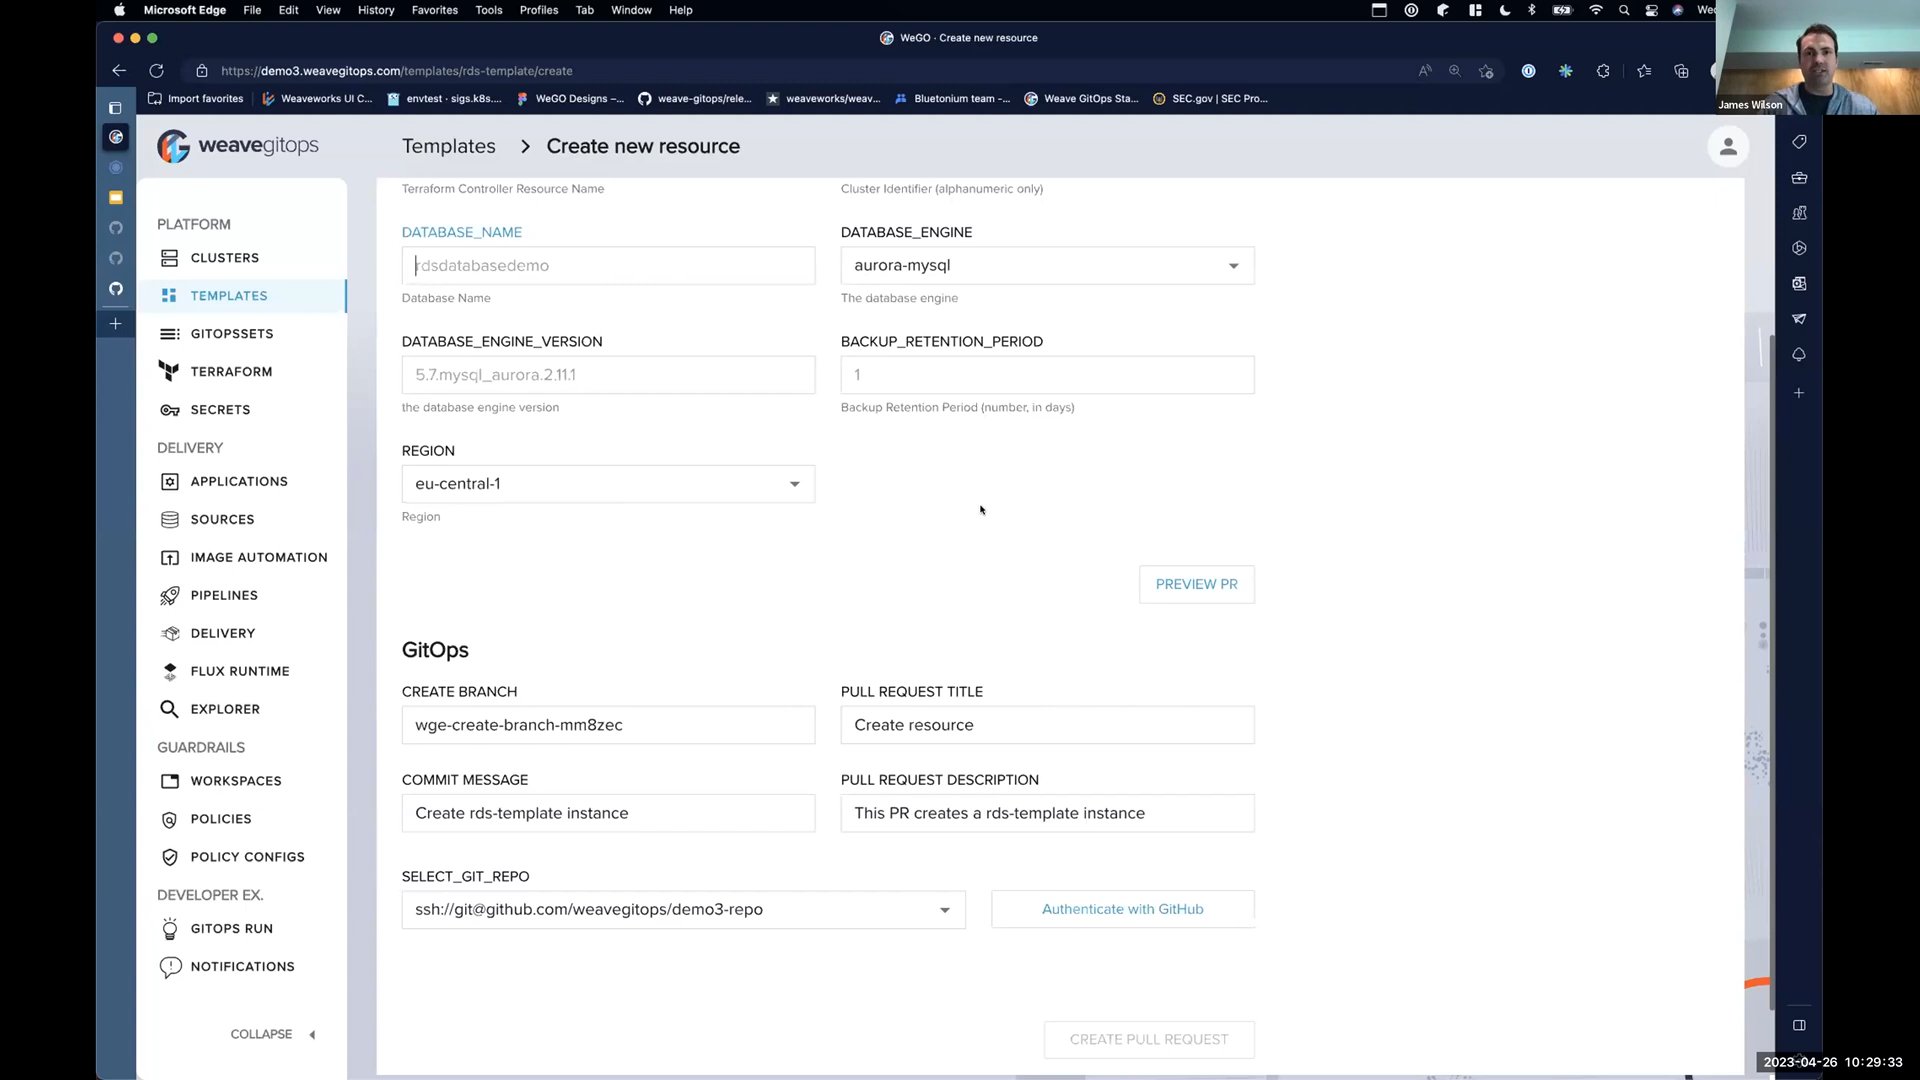 Microsoft Edge File Edit View History Favorites Tools Profiles Tab Window Help
WeGO · Create new resource
https://demo3.weavegitops.com/templates/rds-template/create
Import favorites Weaveworks UI C... envtest - sigs.k8s.... WeGO Designs –... weave-gitops/rele... weaveworks/weav... Bluetonium team -... Weave GitOps Sta... SEC.gov | SEC Pro...
James Wilson
weavegitops
Templates > Create new resource
Terraform Controller Resource Name
Cluster Identifier (alphanumeric only)
PLATFORM
CLUSTERS
TEMPLATES
GITOPSSETS
TERRAFORM
SECRETS
DELIVERY
APPLICATIONS
SOURCES
IMAGE AUTOMATION
PIPELINES
DELIVERY
FLUX RUNTIME
EXPLORER
GUARDRAILS
WORKSPACES
POLICIES
POLICY CONFIGS
DEVELOPER EX.
GITOPS RUN
NOTIFICATIONS
COLLAPSE
DATABASE_NAME
rdsdatabasedemo
Database Name
DATABASE_ENGINE
aurora-mysql
The database engine
DATABASE_ENGINE_VERSION
5.7.mysql_aurora.2.11.1
the database engine version
BACKUP_RETENTION_PERIOD
1
Backup Retention Period (number, in days)
REGION
eu-central-1
Region
PREVIEW PR
GitOps
CREATE BRANCH
wge-create-branch-mm8zec
PULL REQUEST TITLE
Create resource
COMMIT MESSAGE
Create rds-template instance
PULL REQUEST DESCRIPTION
This PR creates a rds-template instance
SELECT_GIT_REPO
ssh://git@github.com/weavegitops/demo3-repo
Authenticate with GitHub
CREATE PULL REQUEST
2023-04-26 10:29:33